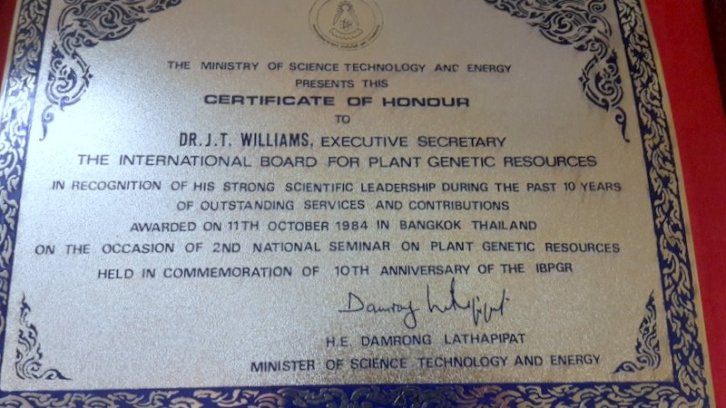 THE MINISTRY OF SCIENCE TECHNOLOGY AND ENERGY
PRESENTS THIS
CERTIFICATE OF HONOUR
TO
DR.J.T. WILLIAMS, EXECUTIVE SECRETARY
THE INTERNATIONAL BOARD FOR PLANT GENETIC RESOURCES
IN RECOGNITION OF HIS STRONG SCIENTIFIC LEADERSHIP DURING THE PAST 10 YEARS
OF OUTSTANDING SERVICES AND CONTRIBUTIONS
AWARDED ON 11TH OCTOBER 1984 IN BANGKOK THAILAND
ON THE OCCASION OF 2ND NATIONAL SEMINAR ON PLANT GENETIC RESOURCES
HELD IN COMMEMORATION OF 10TH ANNIVERSARY OF THE IBPGR
Damrong Lathapipat
H.E. DAMRONG LATHAPIPAT
MINISTER OF SCIENCE TECHNOLOGY AND ENERGY